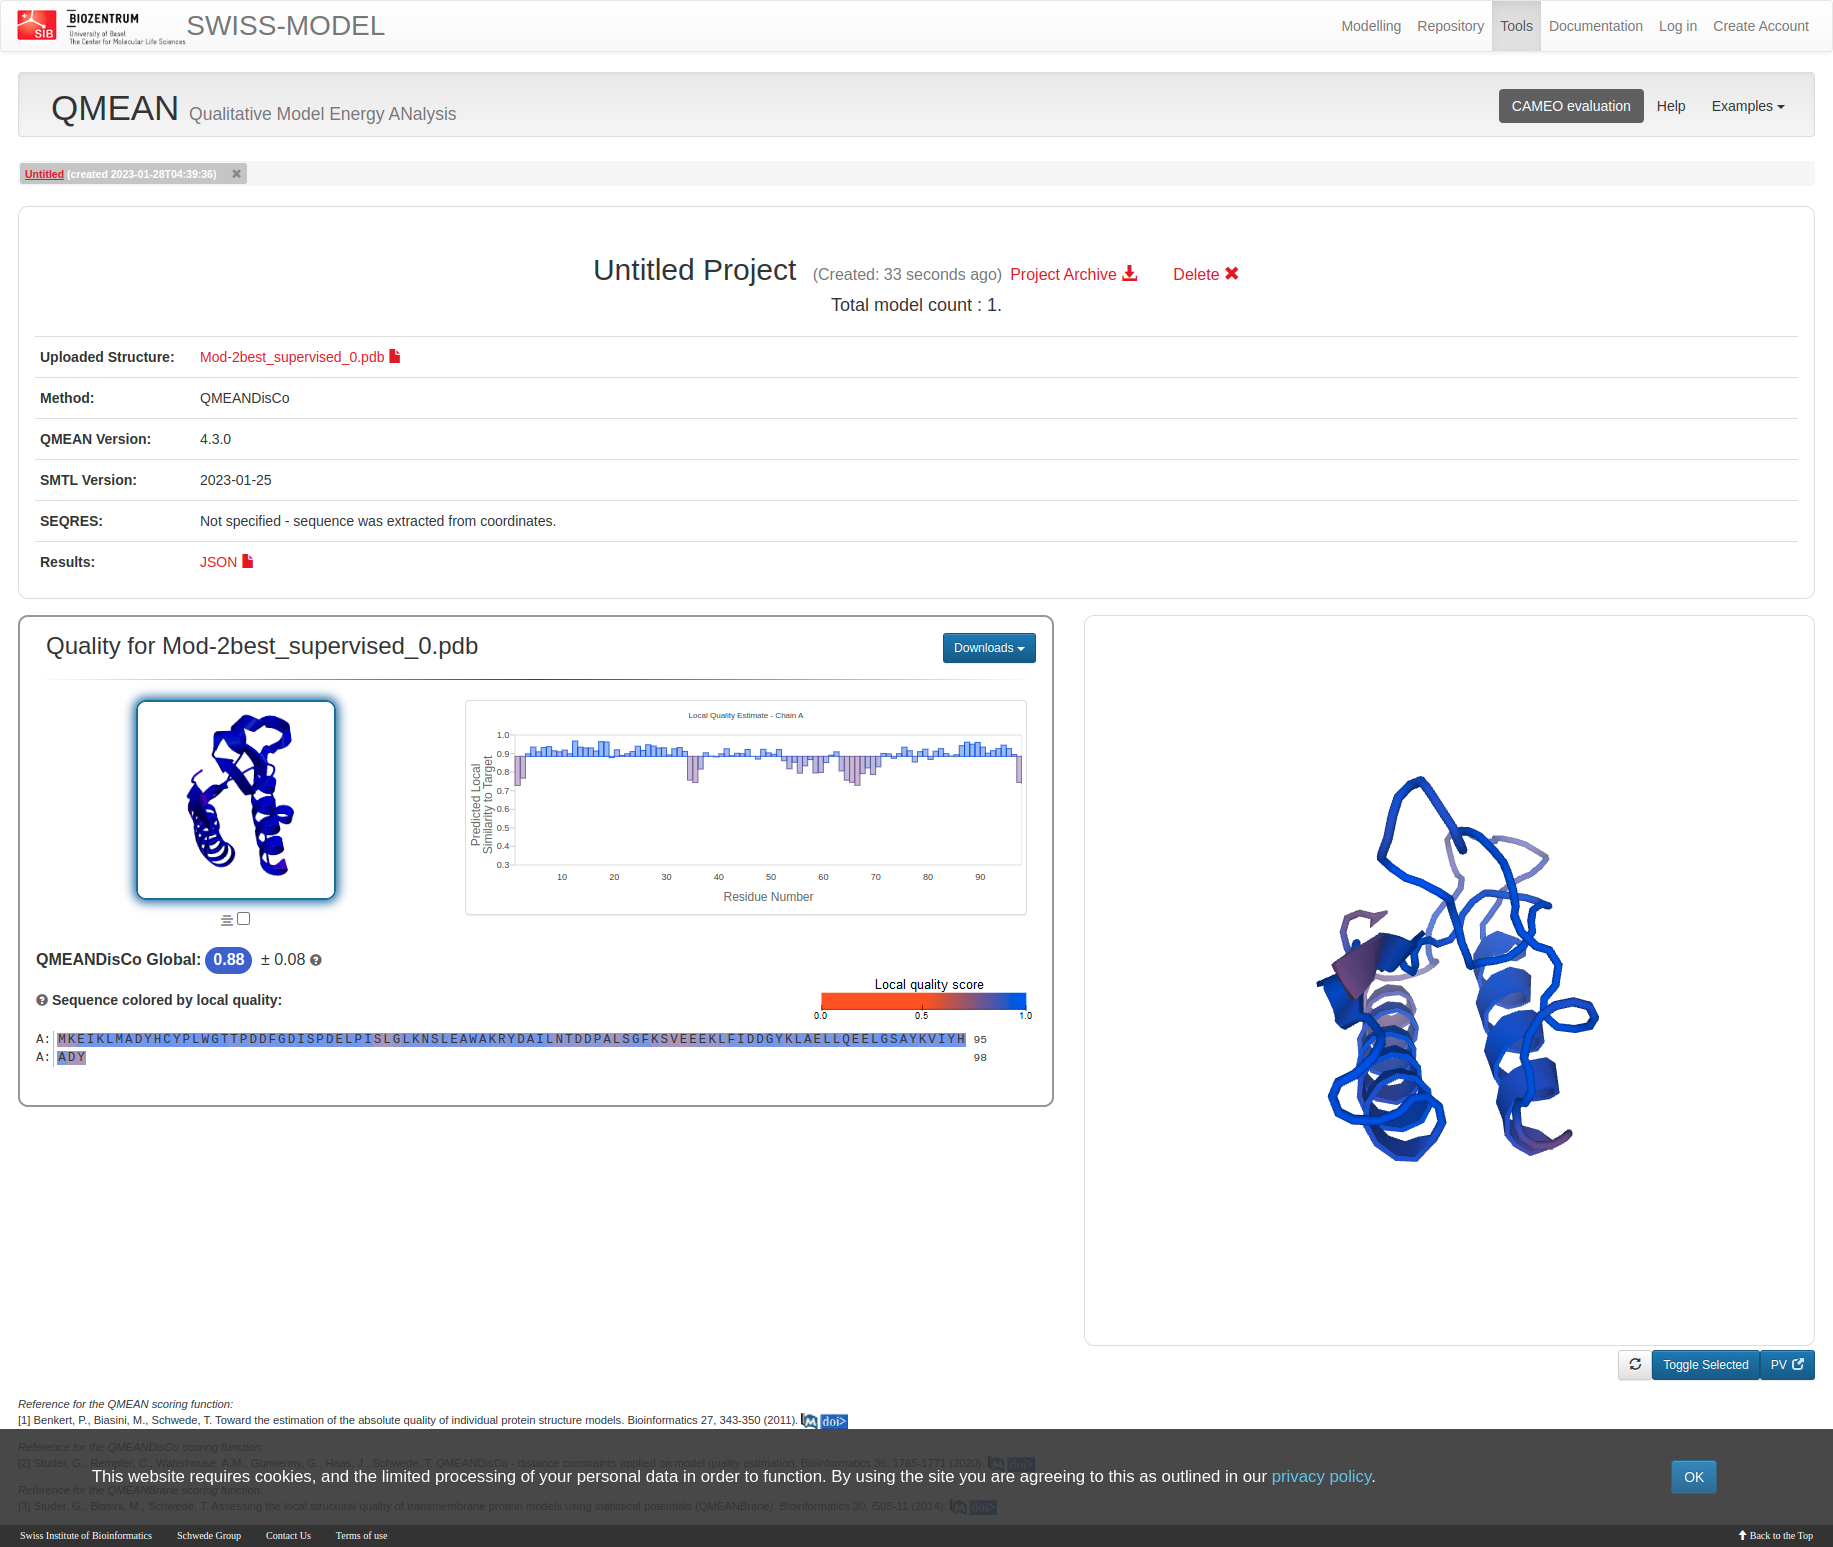 SIB
BIOZENTRUM
University of Basel
The Center for Molecular Life Sciences
SWISS-MODEL
Modelling Repository Tools Documentation Log in Create Account
QMEAN Qualitative Model Energy ANalysis
CAMEO evaluation Help Examples
Untitled (created 2023-01-28T04:39:36)
Untitled Project (Created: 33 seconds ago) Project Archive Delete
Total model count : 1.
Uploaded Structure: Mod-2best_supervised_0.pdb
Method: QMEANDisCo
QMEAN Version: 4.3.0
SMTL Version: 2023-01-25
SEQRES: Not specified - sequence was extracted from coordinates.
Results: JSON
Quality for Mod-2best_supervised_0.pdb
Downloads
Local Quality Estimate - Chain A
Predicted Local
Similarity to Target
1.0
0.9
0.8
0.7
0.6
0.5
0.4
0.3
10 20 30 40 50 60 70 80 90
Residue Number
QMEANDisCo Global: 0.88 ± 0.08
Sequence colored by local quality:
Local quality score
0.0 0.5 1.0
A: MKEIKLMADYHCYPLWGTTPDDFGDISPDELPISLGLKNSLEAWAKRYDAILNTDDPALSGFKSVEEEKLFIDDGYKLAELLQEELGSAYKVIYH 95
A: ADY 98
Toggle Selected PV
Reference for the QMEAN scoring function:
[1] Benkert, P., Biasini, M., Schwede, T. Toward the estimation of the absolute quality of individual protein structure models. Bioinformatics 27, 343-350 (2011). doi>
Reference for the QMEANDisCo scoring function:
[2] Studer, G., Rempfer, C., Waterhouse, A.M., Gumienny, G., Haas, J., Schwede, T. QMEANDisCo - distance constraints applied on model quality estimation. Bioinformatics 36, 1765-1771 (2020). doi>
This website requires cookies, and the limited processing of your personal data in order to function. By using the site you are agreeing to this as outlined in our privacy policy.
OK
Reference for the QMEANBrane scoring function:
[3] Studer, G., Biasini, M., Schwede, T. Assessing the local structural quality of transmembrane protein models using statistical potentials (QMEANBrane). Bioinformatics 30, i505-11 (2014). doi>
Swiss Institute of Bioinformatics Schwede Group Contact Us Terms of use
Back to the Top